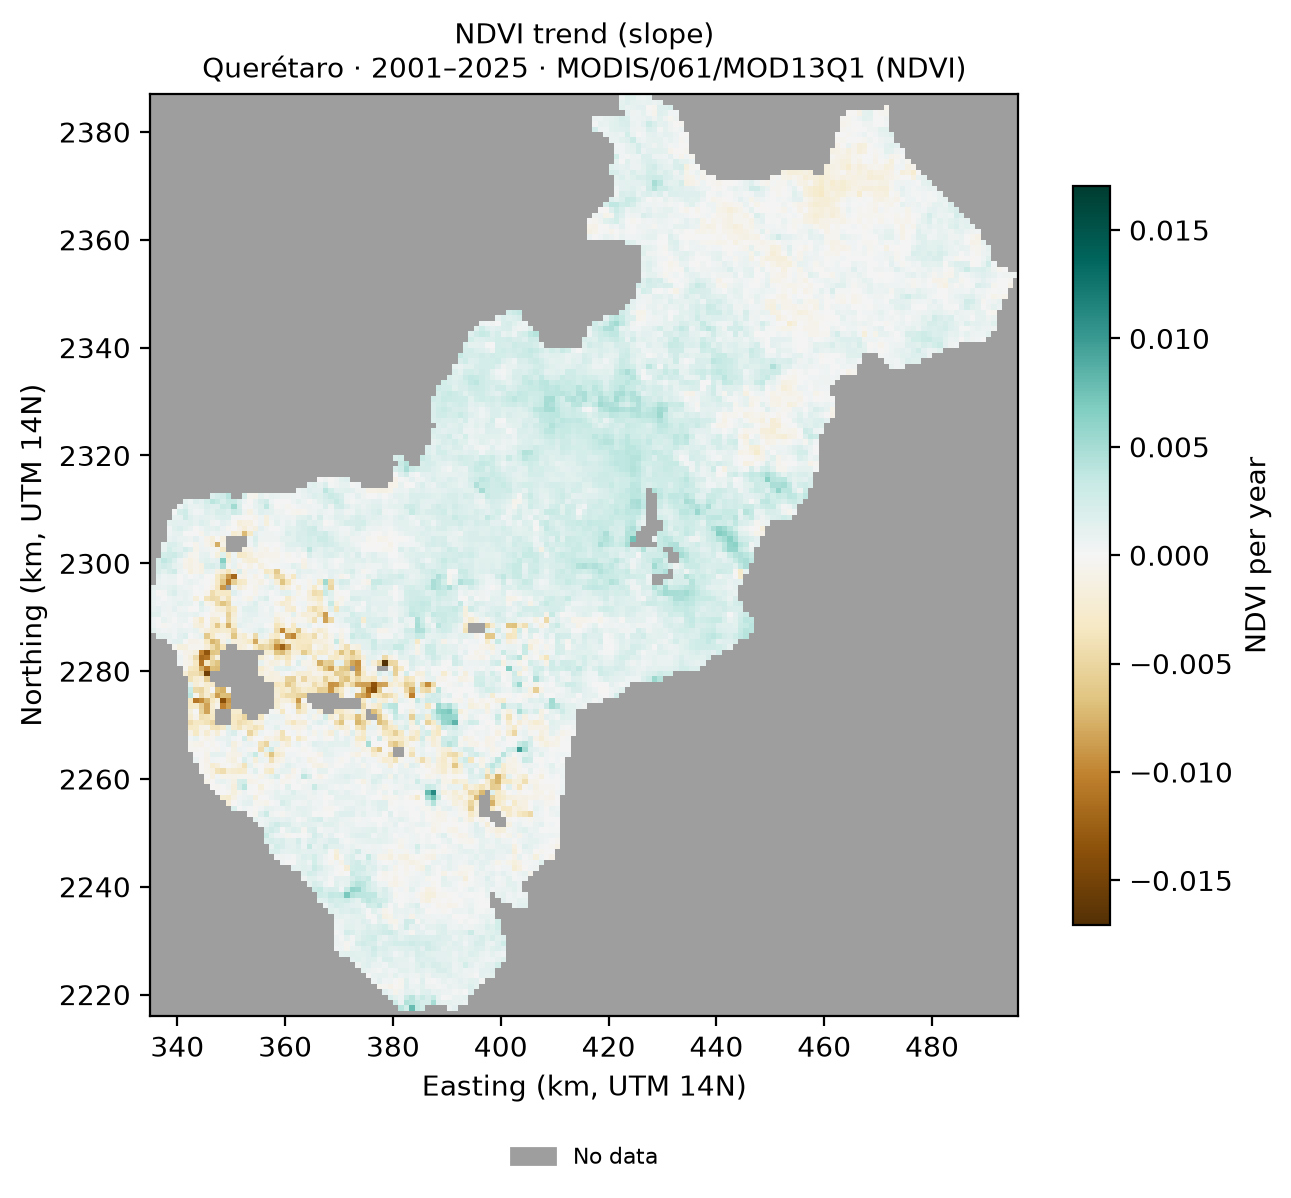 NDVI trend (slope)
Querétaro · 2001–2025 · MODIS/061/MOD13Q1 (NDVI)
2380
2360
2340
2320
2300
2280
2260
2240
2220
Northing (km, UTM 14N)
340 360 380 400 420 440 460 480
Easting (km, UTM 14N)
0.015
0.010
0.005
0.000
−0.005
−0.010
−0.015
NDVI per year
No data